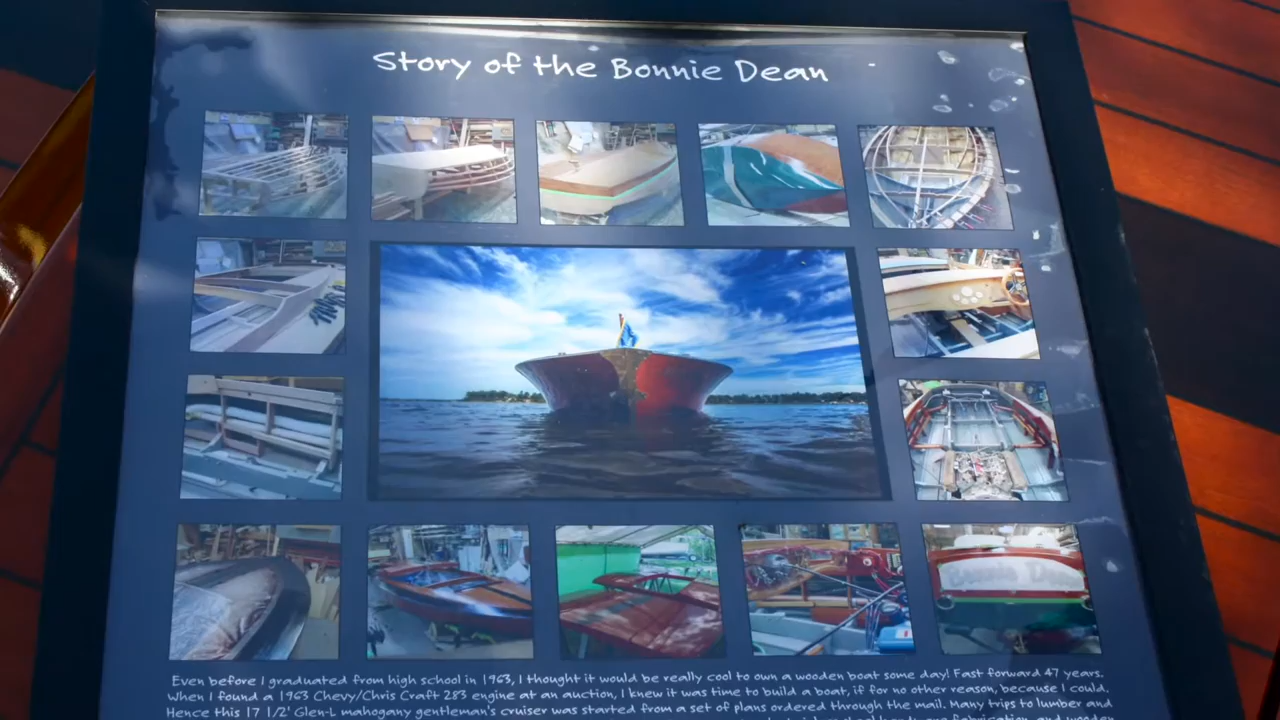 Story of the Bonnie Dean
Even before I graduated from high school in 1963, I thought it would be really cool to own a wooden boat some day! Fast forward 47 years.
When I found a 1963 Chevy/Chris Craft 283 engine at an auction, I knew it was time to build a boat, if for no other reason, because I could.
Hence this 17 1/2' Glen-L mahogany gentleman's cruiser was started from a set of plans ordered through the mail. Many trips to lumber and